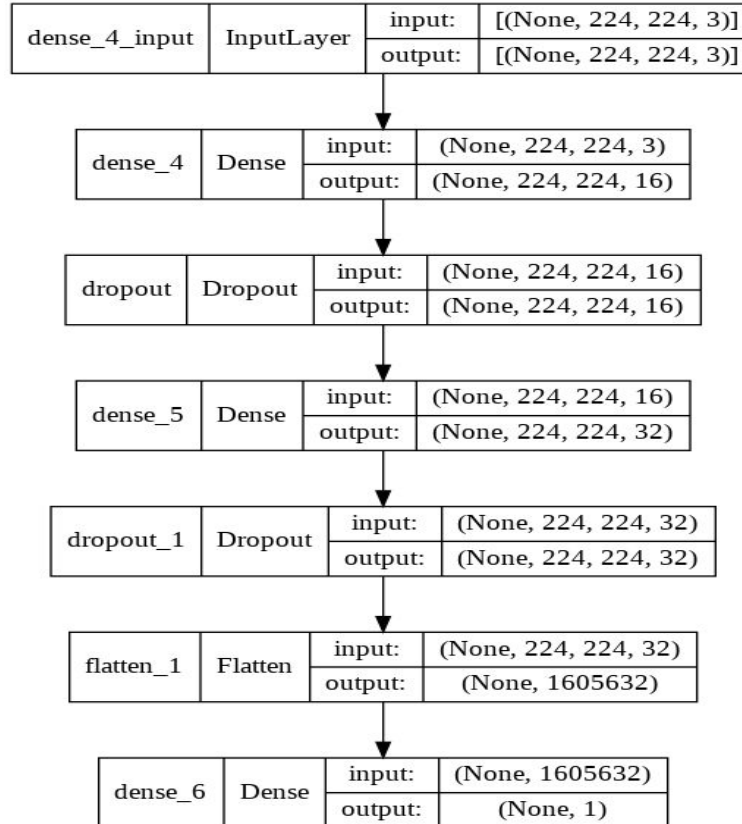 dense_4_input InputLayer input: [(None, 224, 224, 3)]
output: [(None, 224, 224, 3)]
dense_4 Dense input: (None, 224, 224, 3)
output: (None, 224, 224, 16)
dropout Dropout input: (None, 224, 224, 16)
output: (None, 224, 224, 16)
dense_5 Dense input: (None, 224, 224, 16)
output: (None, 224, 224, 32)
dropout_1 Dropout input: (None, 224, 224, 32)
output: (None, 224, 224, 32)
flatten_1 Flatten input: (None, 224, 224, 32)
output: (None, 1605632)
dense_6 Dense input: (None, 1605632)
output: (None, 1)